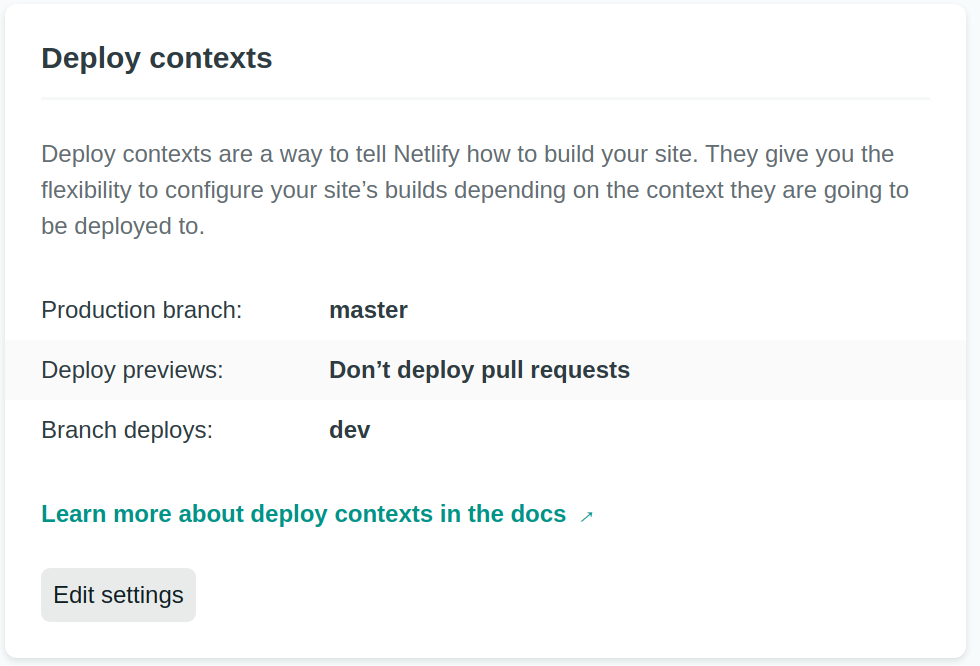 Deploy contexts
Deploy contexts are a way to tell Netlify how to build your site. They give you the
flexibility to configure your site’s builds depending on the context they are going to
be deployed to.
Production branch: master
Deploy previews: Don’t deploy pull requests
Branch deploys: dev
Learn more about deploy contexts in the docs →
Edit settings